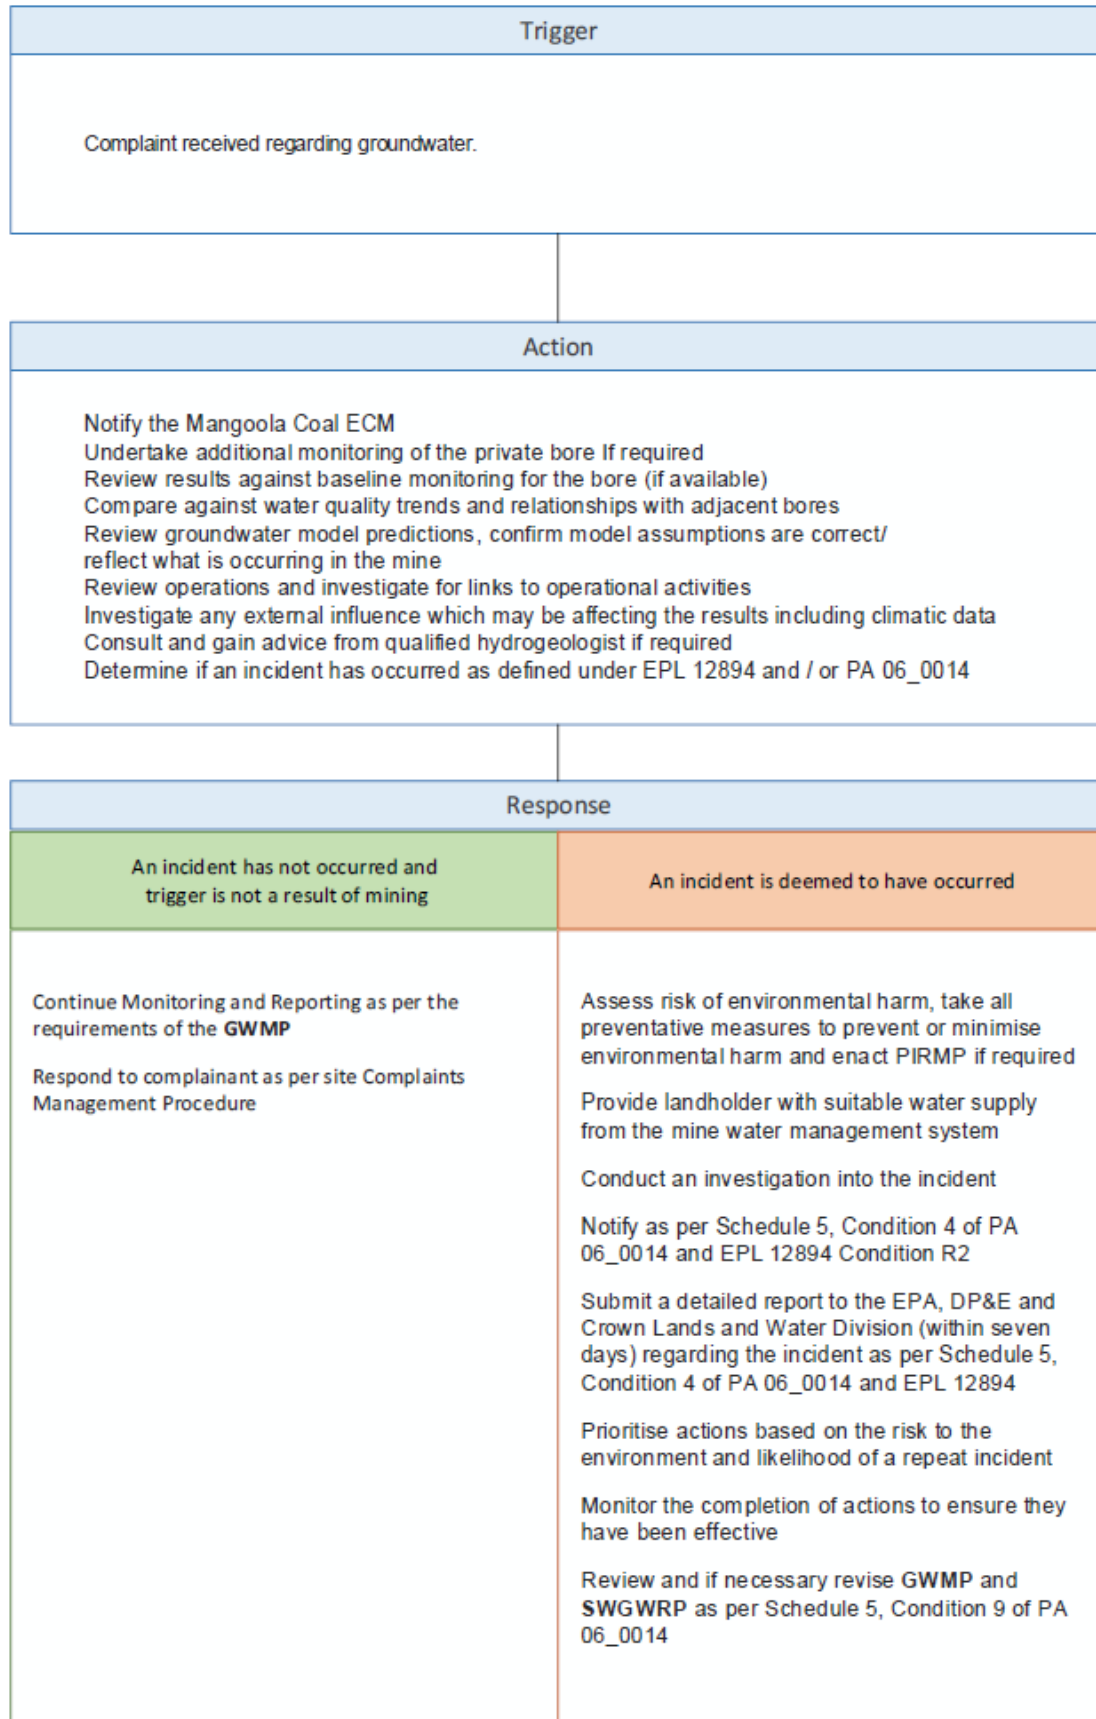 Trigger
Complaint received regarding groundwater.
Action
Notify the Mangoola Coal ECM
Undertake additional monitoring of the private bore If required
Review results against baseline monitoring for the bore (if available)
Compare against water quality trends and relationships with adjacent bores
Review groundwater model predictions, confirm model assumptions are correct/
reflect what is occurring in the mine
Review operations and investigate for links to operational activities
Investigate any external influence which may be affecting the results including climatic data
Consult and gain advice from qualified hydrogeologist if required
Determine if an incident has occurred as defined under EPL 12894 and / or PA 06_0014
Response
An incident has not occurred and
trigger is not a result of mining
Continue Monitoring and Reporting as per the
requirements of the GWMP
Respond to complainant as per site Complaints
Management Procedure
An incident is deemed to have occurred
Assess risk of environmental harm, take all
preventative measures to prevent or minimise
environmental harm and enact PIRMP if required
Provide landholder with suitable water supply
from the mine water management system
Conduct an investigation into the incident
Notify as per Schedule 5, Condition 4 of PA
06_0014 and EPL 12894 Condition R2
Submit a detailed report to the EPA, DP&E and
Crown Lands and Water Division (within seven
days) regarding the incident as per Schedule 5,
Condition 4 of PA 06_0014 and EPL 12894
Prioritise actions based on the risk to the
environment and likelihood of a repeat incident
Monitor the completion of actions to ensure they
have been effective
Review and if necessary revise GWMP and
SWGWRP as per Schedule 5, Condition 9 of PA
06_0014